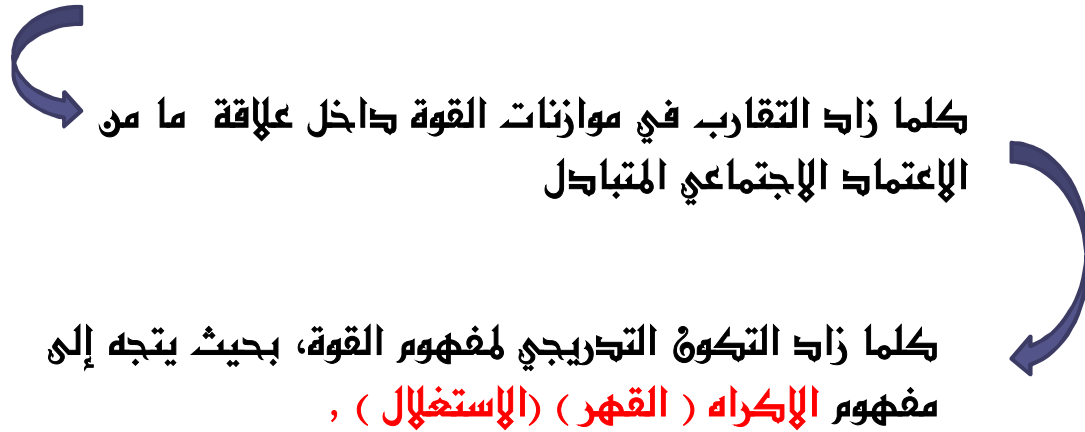 كلما زاد التقارب في موازنات القوة داخل علاقة ما من
الاعتماد الاجتماعي المتبادل
كلما زاد التكون التدريجي لمفهوم القوة، بحيث يتجه إلى
مفهوم الاكراه ( القهر ) (الاستغلال ) ,